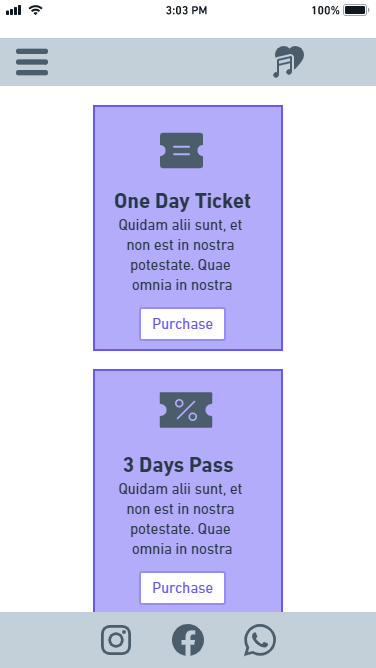 3:03 PM
100%
One Day Ticket
Quidam alii sunt, et
non est in nostra
potestate. Quae
omnia in nostra
Purchase
3 Days Pass
Quidam alii sunt, et
non est in nostra
potestate. Quae
omnia in nostra
Purchase